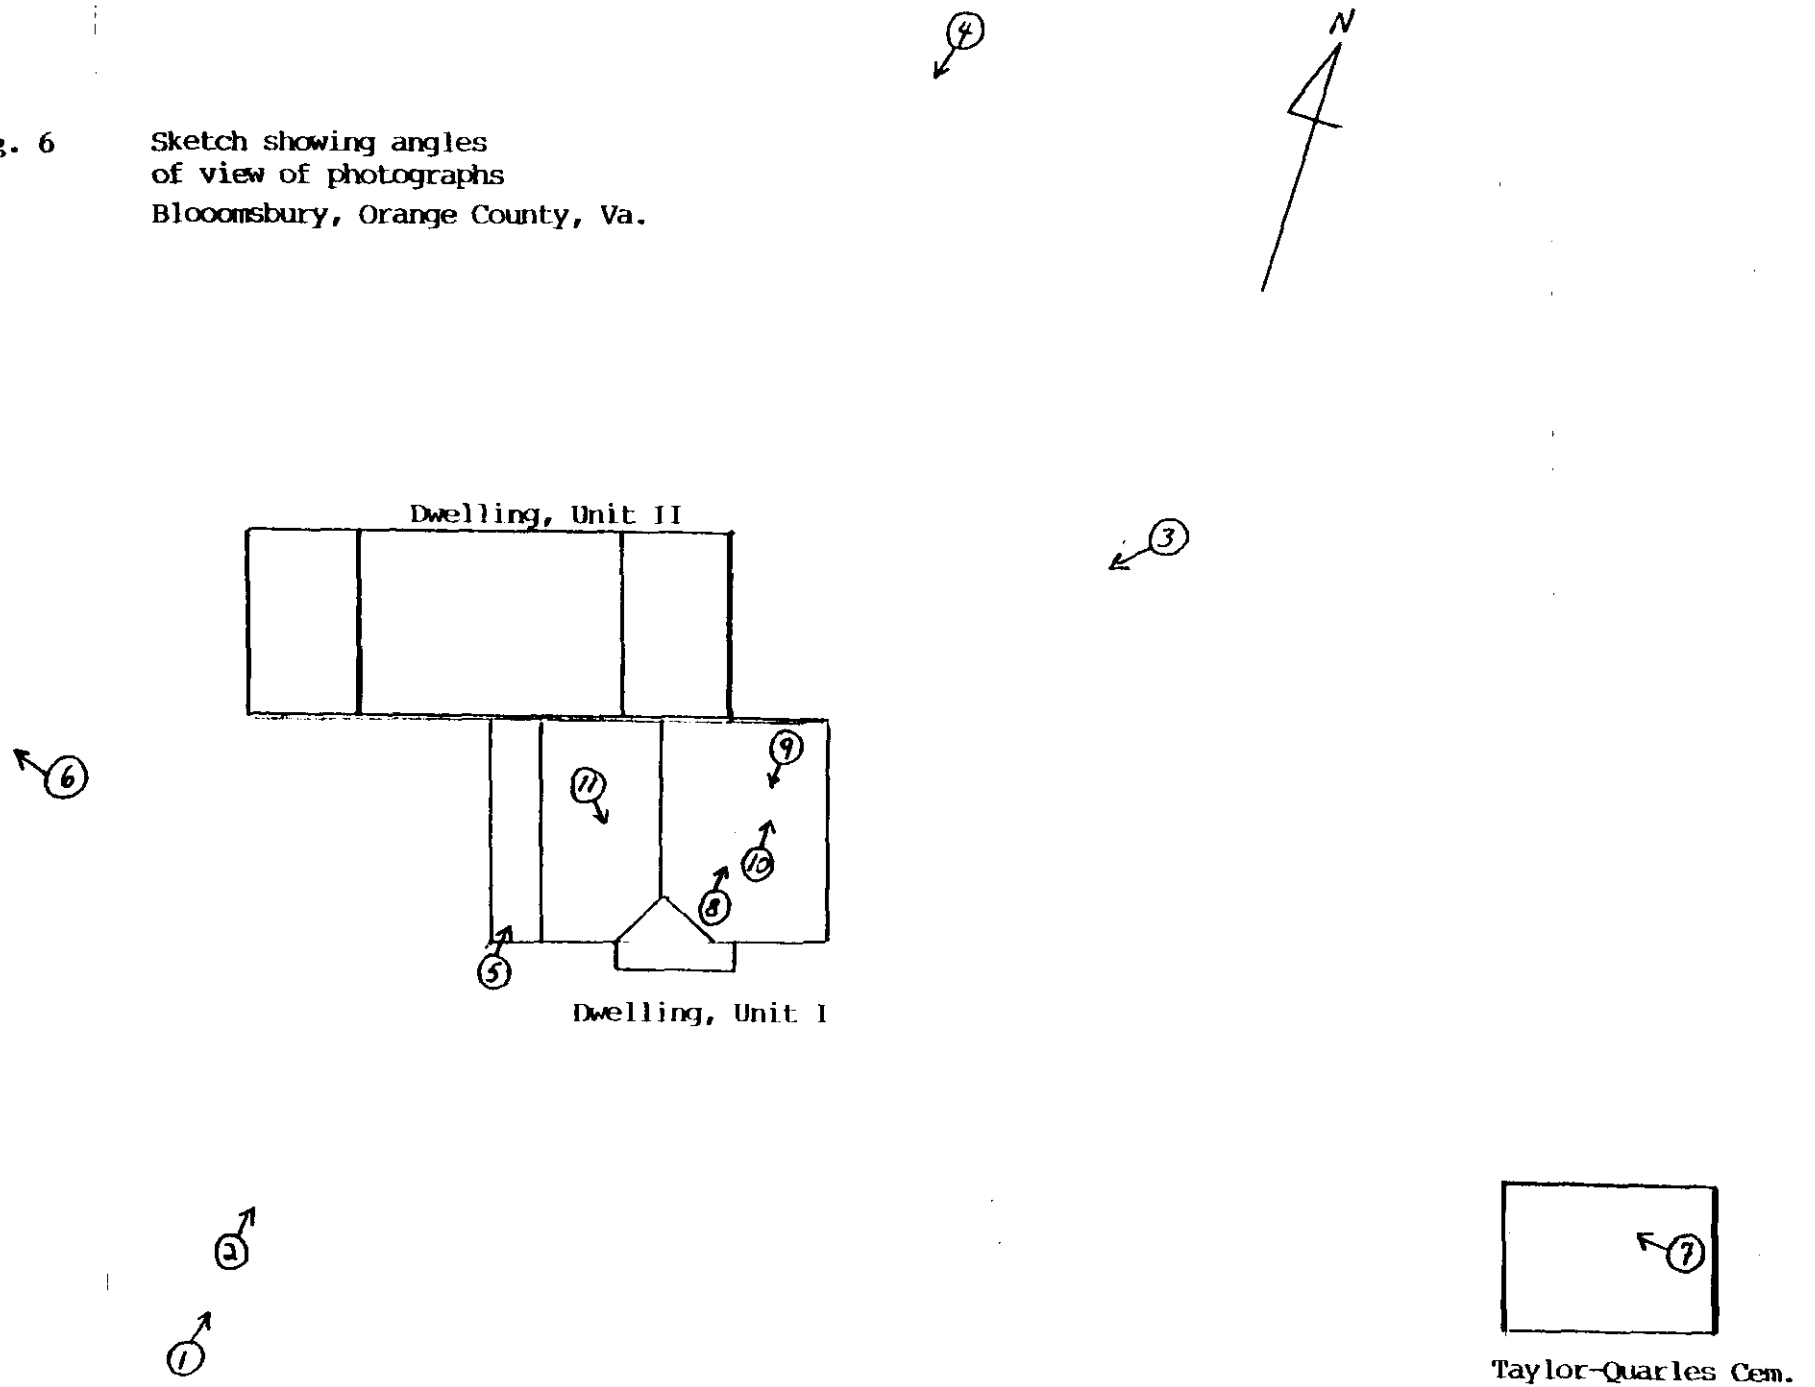 ④
N
g. 6 Sketch showing angles
of view of photographs
Blooomsbury, Orange County, Va.
Dwelling, Unit II
③
⑥
⑨
⑪
⑩
⑧
⑤
Dwelling, Unit I
②
⑦
①
Taylor-Quarles Cem.